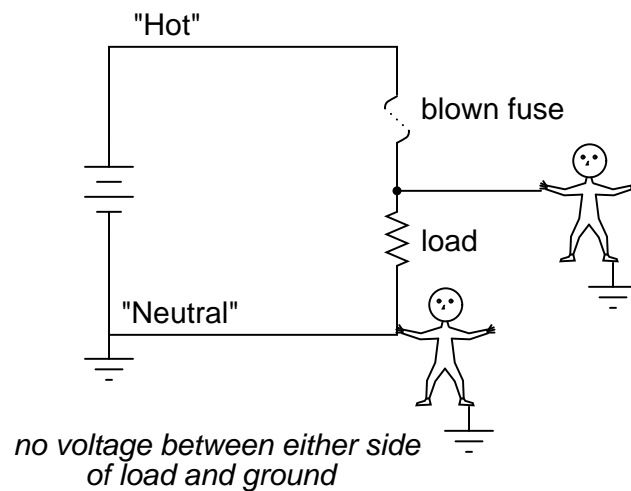 "Hot"
blown fuse
load
"Neutral"
no voltage between either side
of load and ground